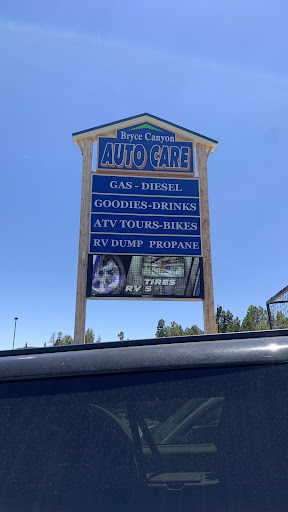 Bryce Canyon
AUTO CARE
GAS - DIESEL
GOODIES-DRINKS
ATV TOURS-BIKES
RV DUMP PROPANE
TIRES
RV S